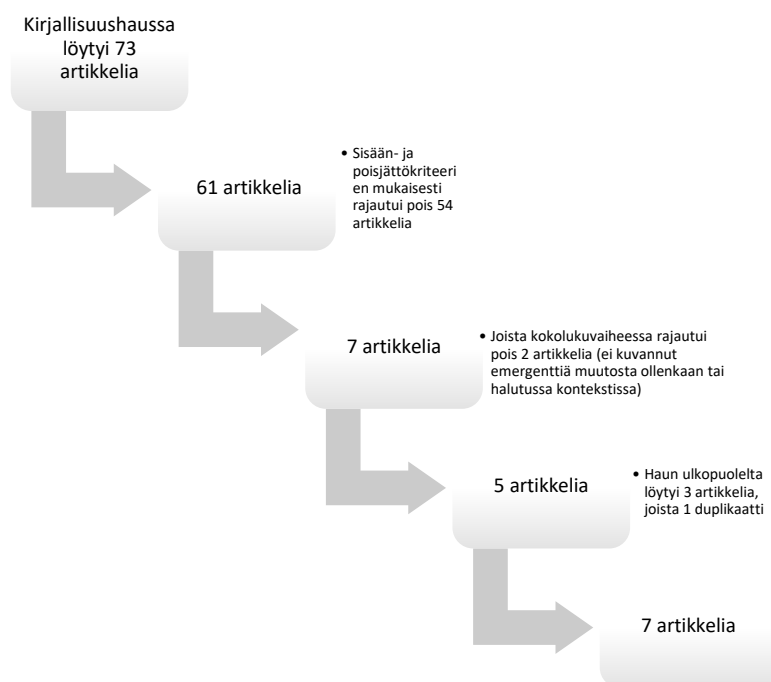 Kirjallisuushaussa
löytyi 73
artikkelia
61 artikkelia
• Sisään- ja
poisjättökriteeri
en mukaisesti
rajautui pois 54
artikkelia
7 artikkelia
• Joista kokolukuvaiheessa rajautui
pois 2 artikkelia (ei kuvannut
emergenttiä muutosta ollenkaan tai
halutussa kontekstissa)
5 artikkelia
• Haun ulkopuolelta
löytyi 3 artikkelia,
joista 1 duplikaatti
7 artikkelia